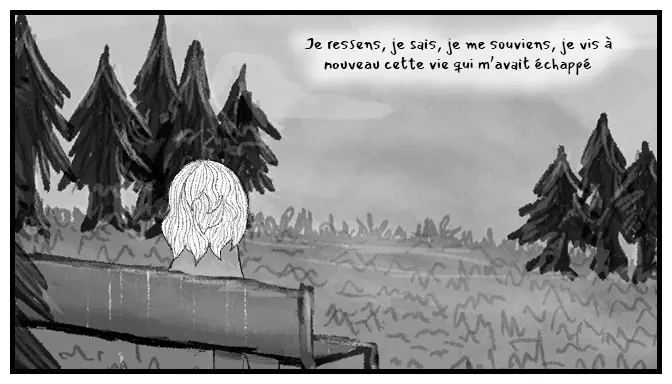 Je ressens, je sais, je me souviens, je vis à
nouveau cette vie qui m'avait échappé